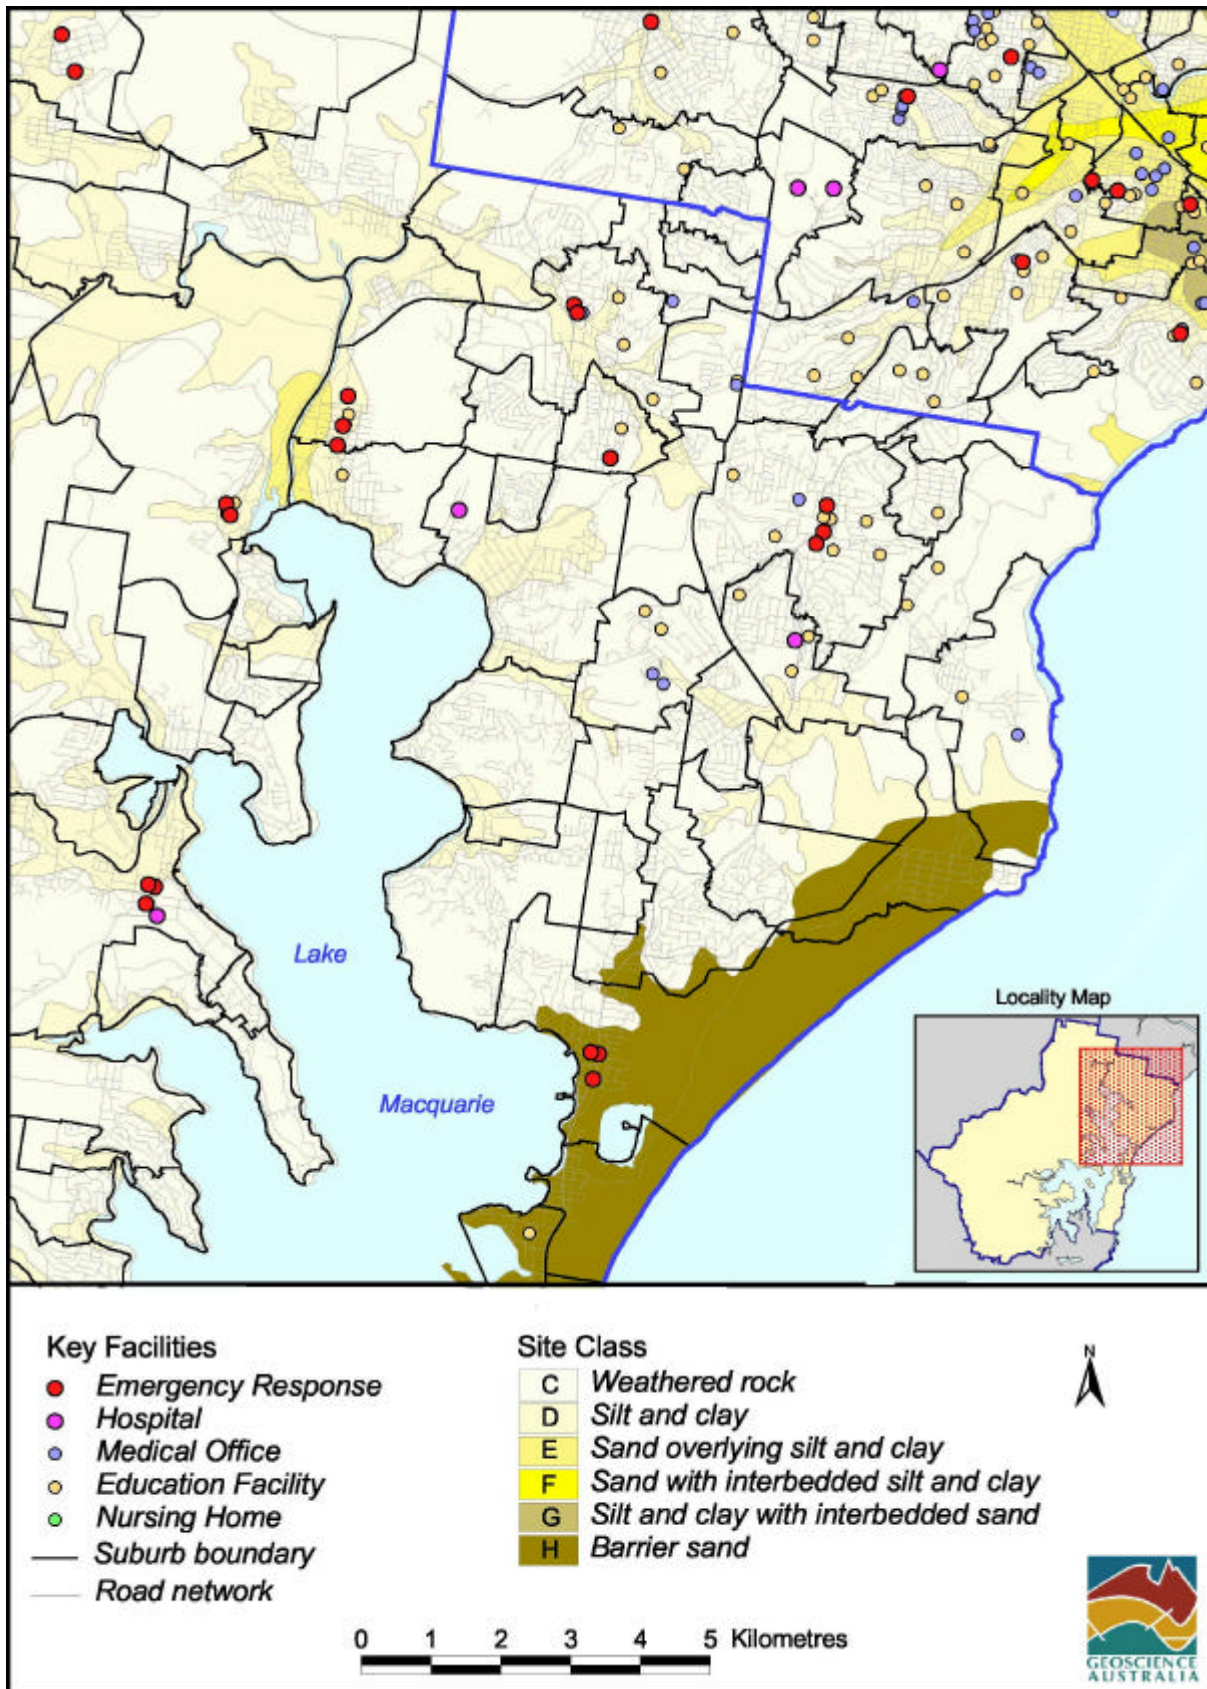 Lake
Macquarie
Locality Map
Key Facilities
Emergency Response
Hospital
Medical Office
Education Facility
Nursing Home
Suburb boundary
Road network
Site Class
C Weathered rock
D Silt and clay
E Sand overlying silt and clay
F Sand with interbedded silt and clay
G Silt and clay with interbedded sand
H Barrier sand
N
0 1 2 3 4 5 Kilometres
GEOSCIENCE
AUSTRALIA